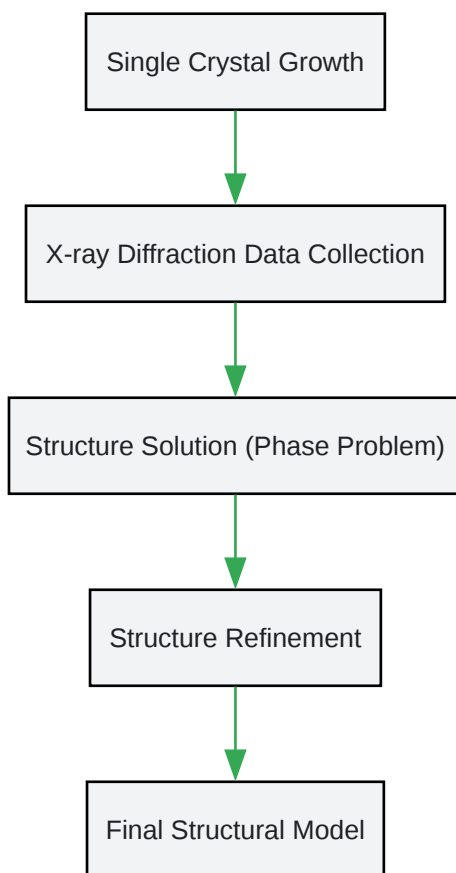 Single Crystal Growth
X-ray Diffraction Data Collection
Structure Solution (Phase Problem)
Structure Refinement
Final Structural Model